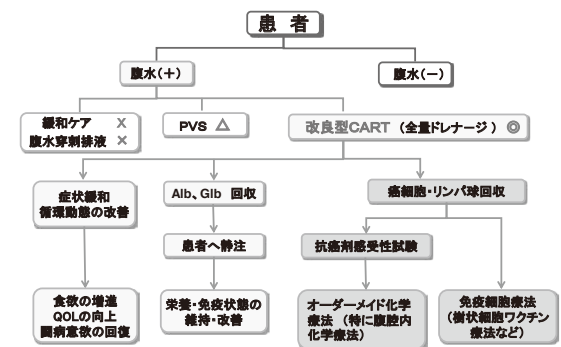 患者
腹水（＋）
腹水（－）
緩和ケア ×
腹水穿刺排液 ×
PVS △
改良型CART（全量ドレナージ）◎
症状緩和
循環動態の改善
Alb、Glb 回収
癌細胞・リンパ球回収
患者へ静注
抗癌剤感受性試験
食欲の増進
QOLの向上
闘病意欲の回復
栄養・免疫状態の
維持・改善
オーダーメイド化学
療法（特に腹腔内
化学療法）
免疫細胞療法
（樹状細胞ワクチン
療法など）